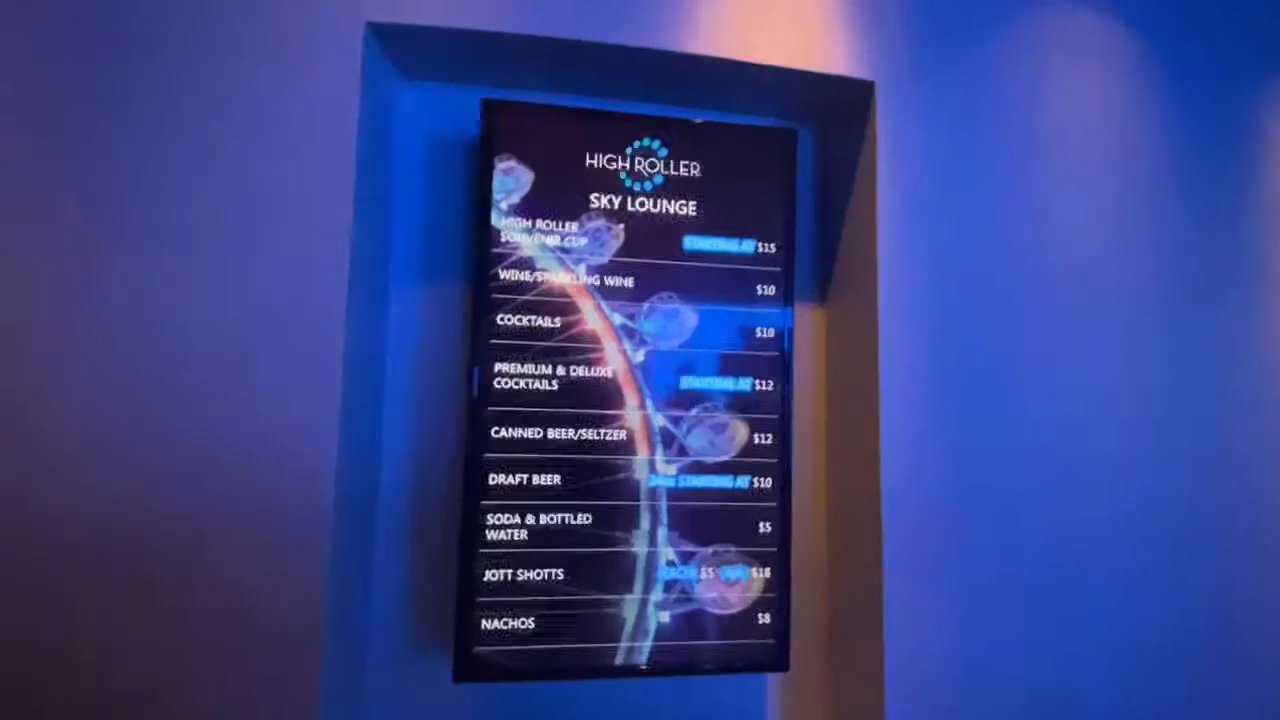 HIGH ROLLER
SKY LOUNGE
HIGH ROLLER
SOUVENIR CUP
STARTING AT $15
WINE/SPARKLING WINE
$10
COCKTAILS
$10
PREMIUM & DELUXE
COCKTAILS
STARTING AT $12
CANNED BEER/SELTZER
$12
DRAFT BEER
STARTING AT $10
SODA & BOTTLED
WATER
$5
JOTT SHOTTS
EACH $5 $18
NACHOS
$8